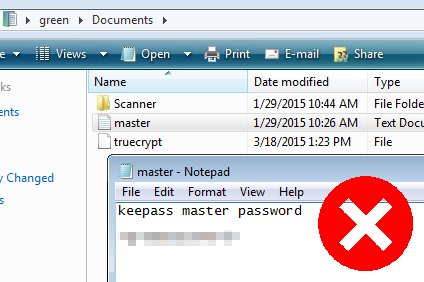 green ▸ Documents ▸
e Views Open Print E-mail Share
ks Name Date modified Type
Scanner 1/29/2015 10:44 AM File Folde
ents master 1/29/2015 10:26 AM Text Docu
truecrypt 3/18/2015 1:23 PM File
master - Notepad
y Changed File Edit Format View Help
s keepass master password